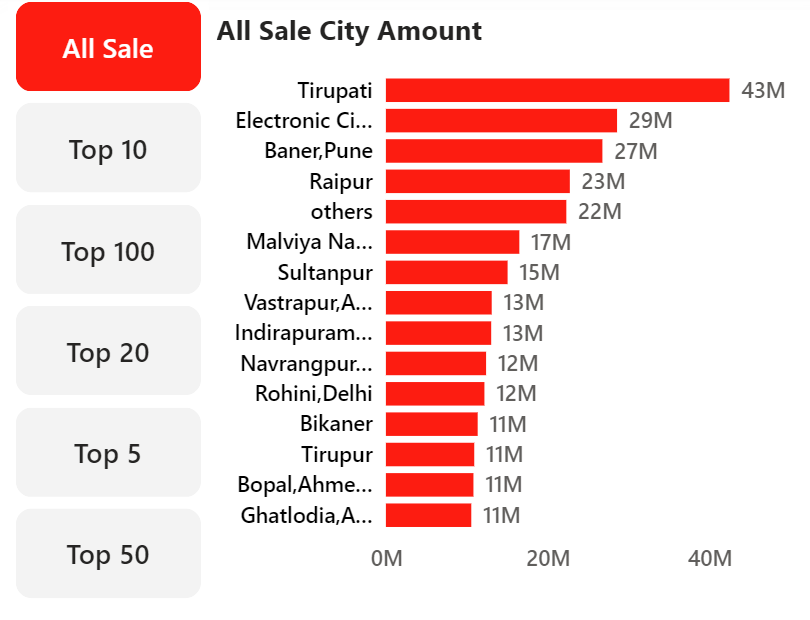 All Sale
Top 10
Top 100
Top 20
Top 5
Top 50
All Sale City Amount
Tirupati 43M
Electronic Ci... 29M
Baner,Pune 27M
Raipur 23M
others 22M
Malviya Na... 17M
Sultanpur 15M
Vastrapur,A... 13M
Indirapuram... 13M
Navrangpur... 12M
Rohini,Delhi 12M
Bikaner 11M
Tirupur 11M
Bopal,Ahme... 11M
Ghatlodia,A... 11M
0M 20M 40M